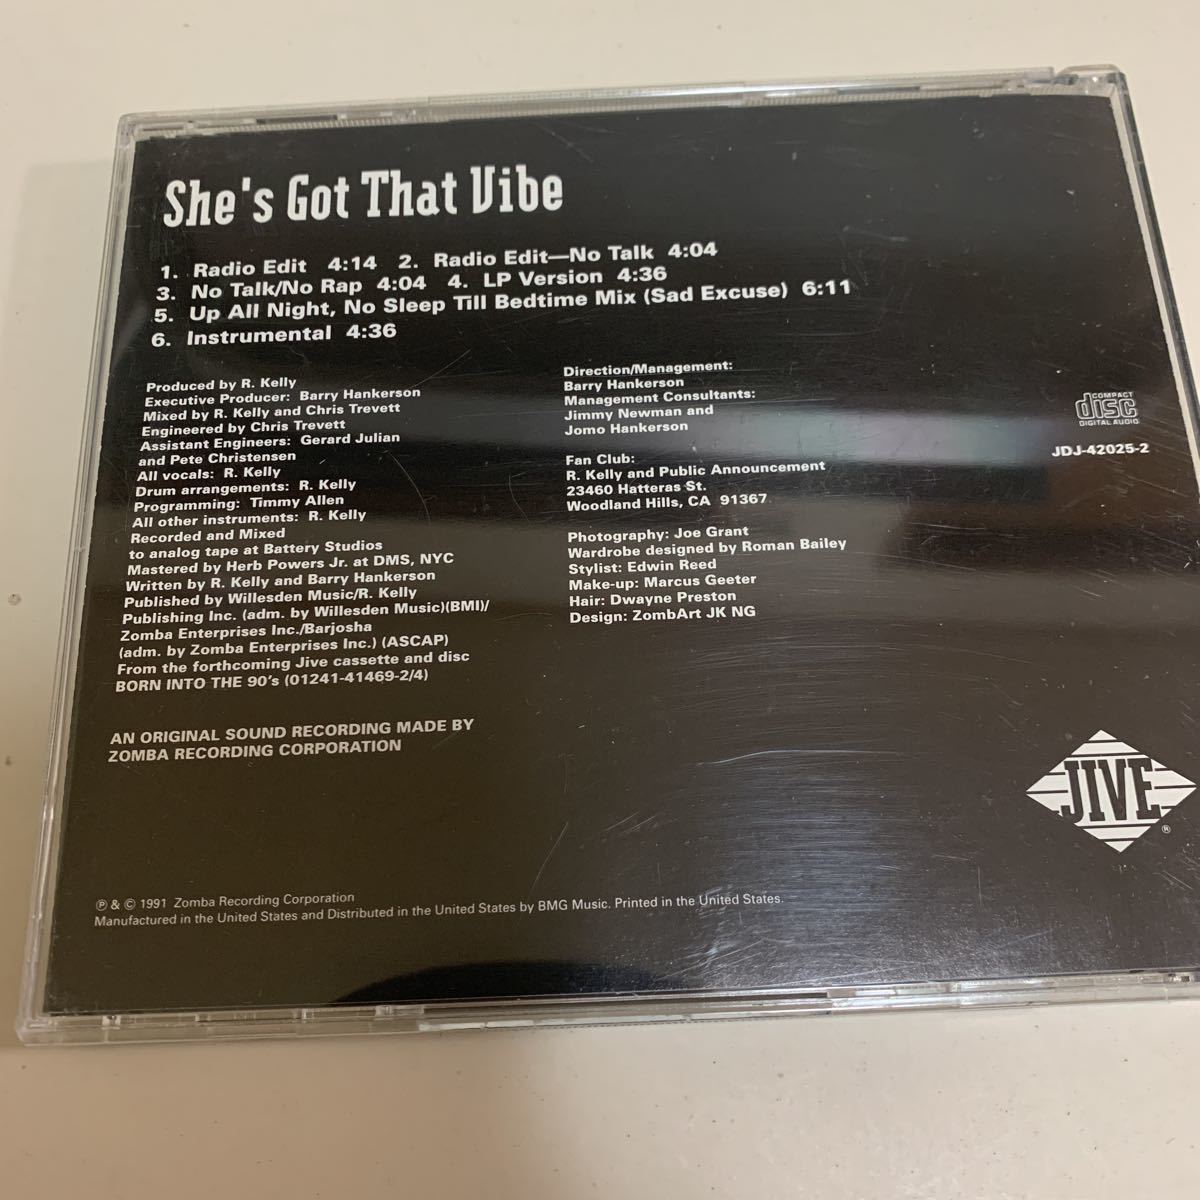 She's Got That Vibe
1. Radio Edit 4:14 2. Radio Edit—No Talk 4:04
3. No Talk/No Rap 4:04 4. LP Version 4:36
5. Up All Night, No Sleep Till Bedtime Mix (Sad Excuse) 6:11
6. Instrumental 4:36
Produced by R. Kelly
Executive Producer: Barry Hankerson
Mixed by R. Kelly and Chris Trevett
Engineered by Chris Trevett
Assistant Engineers: Gerard Julian
and Pete Christensen
All vocals: R. Kelly
Drum arrangements: R. Kelly
Programming: Timmy Allen
All other instruments: R. Kelly
Recorded and Mixed
to analog tape at Battery Studios
Mastered by Herb Powers Jr. at DMS, NYC
Written by R. Kelly and Barry Hankerson
Published by Willesden Music/R. Kelly
Publishing Inc. (adm. by Willesden Music)(BMI)/
Zomba Enterprises Inc./Barjosha
(adm. by Zomba Enterprises Inc.) (ASCAP)
From the forthcoming Jive cassette and disc
BORN INTO THE 90's (01241-41469-2/4)
AN ORIGINAL SOUND RECORDING MADE BY
ZOMBA RECORDING CORPORATION
Direction/Management:
Barry Hankerson
Management Consultants:
Jimmy Newman and
Jomo Hankerson
Fan Club:
R. Kelly and Public Announcement
23460 Hatteras St.
Woodland Hills, CA 91367
Photography: Joe Grant
Wardrobe designed by Roman Bailey
Stylist: Edwin Reed
Make-up: Marcus Geeter
Hair: Dwayne Preston
Design: ZombArt JK NG
COMPACT
disc
DIGITAL AUDIO
JDJ-42025-2
JIVE
®
℗ & © 1991 Zomba Recording Corporation
Manufactured in the United States and Distributed in the United States by BMG Music. Printed in the United States.